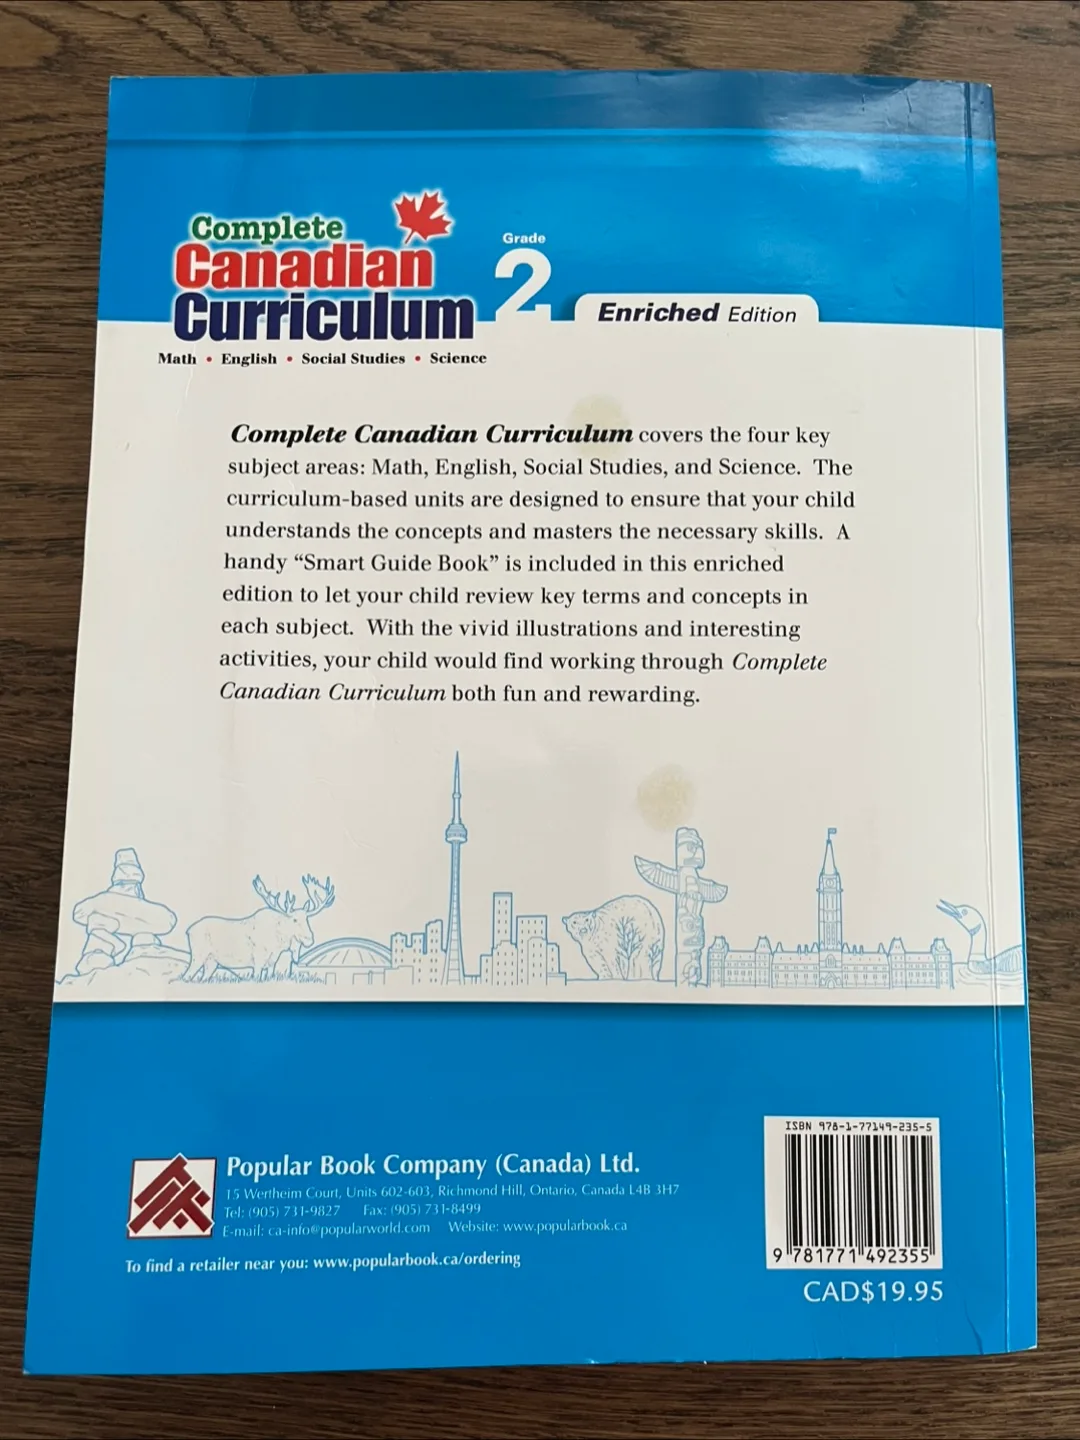 Complete
Canadian
Curriculum
Grade
2
Enriched Edition
Math • English • Social Studies • Science
Complete Canadian Curriculum covers the four key
subject areas: Math, English, Social Studies, and Science. The
curriculum-based units are designed to ensure that your child
understands the concepts and masters the necessary skills. A
handy “Smart Guide Book” is included in this enriched
edition to let your child review key terms and concepts in
each subject. With the vivid illustrations and interesting
activities, your child would find working through Complete
Canadian Curriculum both fun and rewarding.
Popular Book Company (Canada) Ltd.
15 Wertheim Court, Units 602-603, Richmond Hill, Ontario, Canada L4B 3H7
Tel: (905) 731-9827 Fax: (905) 731-8499
E-mail: ca-info@popularworld.com Website: www.popularbook.ca
To find a retailer near you: www.popularbook.ca/ordering
ISBN 978-1-77149-235-5
9 781771 492355
CAD$19.95